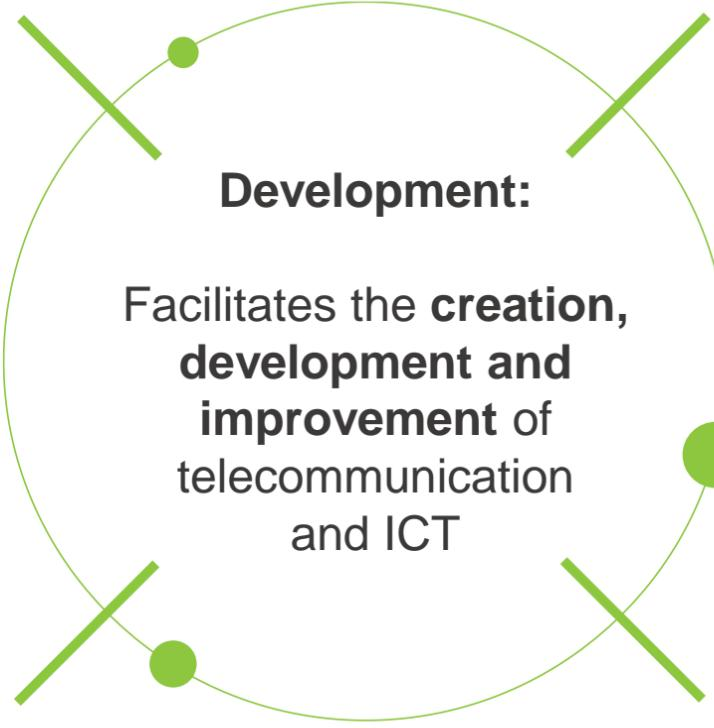 Development:
Facilitates the creation,
development and
improvement of
telecommunication
and ICT